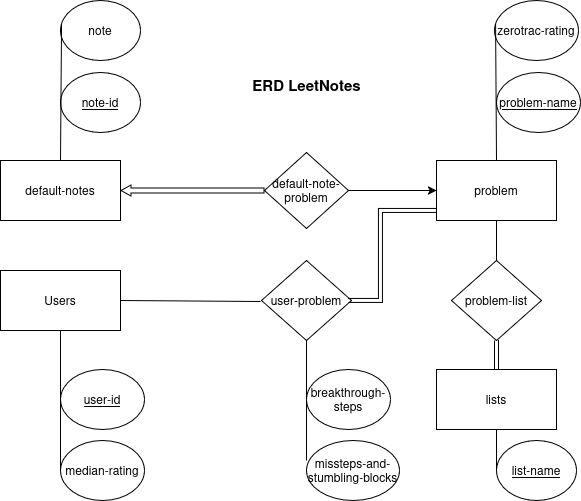 note
zerotrac-rating
ERD LeetNotes
note-id
problem-name
default-notes
default-note-
problem
problem
Users
user-problem
problem-list
user-id
breakthrough-
steps
lists
median-rating
missteps-and-
stumbling-blocks
list-name